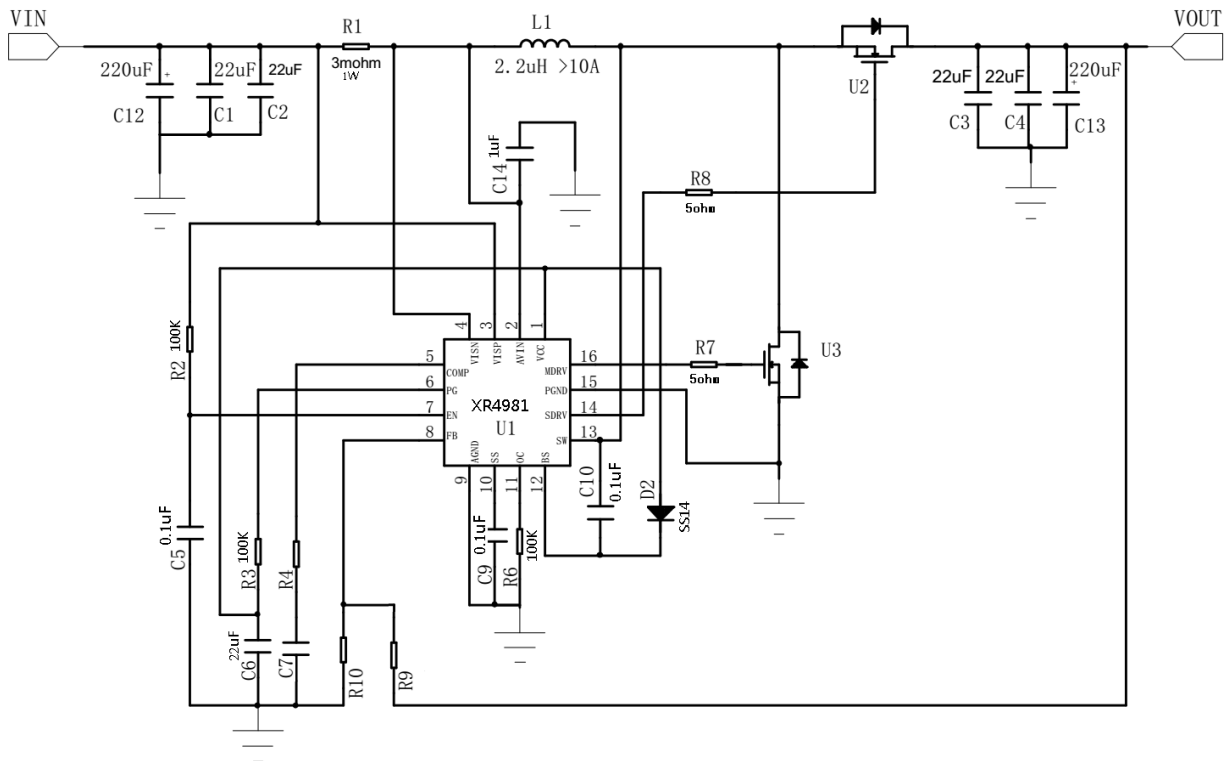 VIN
VOUT
R1
3mohm
1W
L1
2.2uH >10A
U2
220uF
+
C12
22uF
C1
22uF
C2
22uF
C3
22uF
C4
220uF
+
C13
1uF
C14
R8
5ohm
100K
R2
R7
5ohm
U3
4
3
2
1
VISN
VISP
AVIN
VCC
5
COMP
6
PG
7
EN
8
FB
MDRV
16
PGND
15
SDRV
14
SW
13
XR4981
U1
AGND
SS
OC
BS
9
10
11
12
0.1uF
C5
100K
R3
R4
0.1uF
C9
100K
R6
C10
0.1uF
D2
SS14
22uF
C6
C7
R10
R9